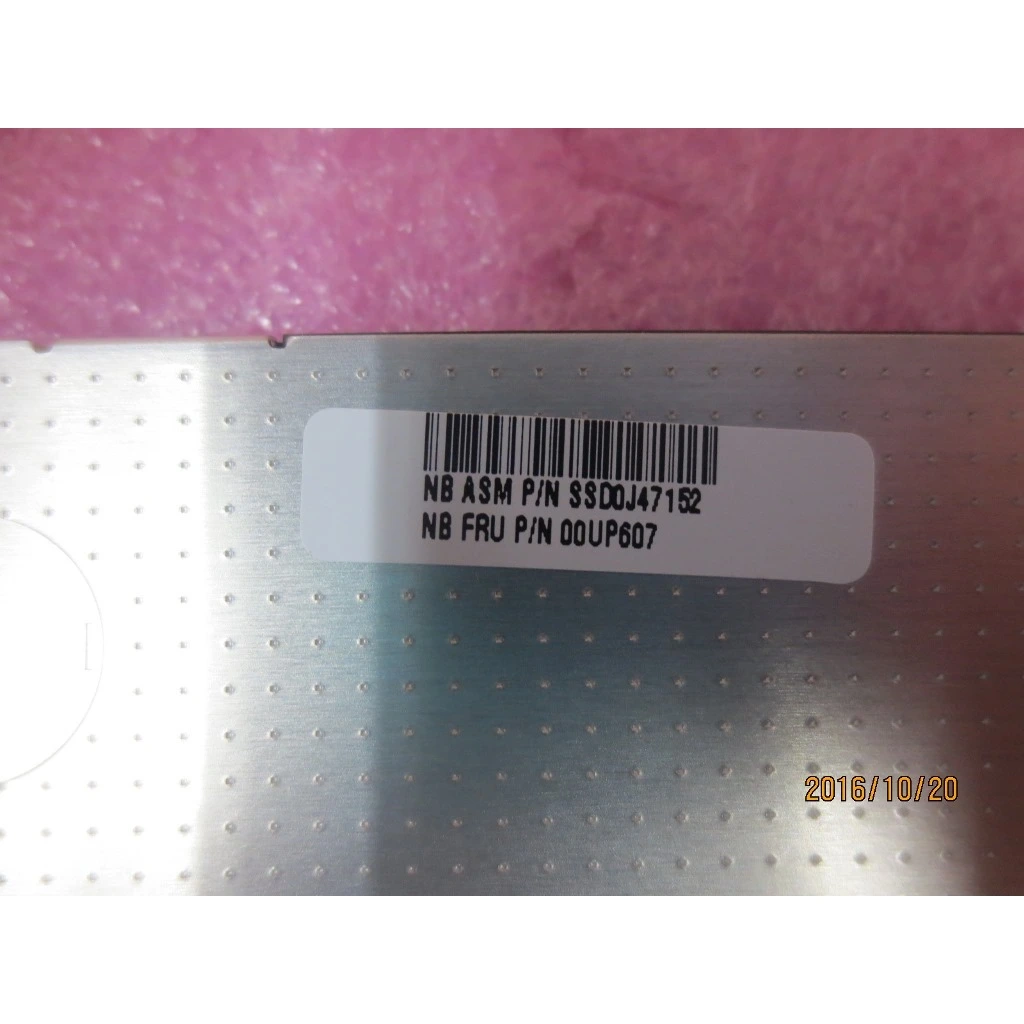 NB ASM P/N SSD0J47152
NB FRU P/N 00UP607
2016/10/20